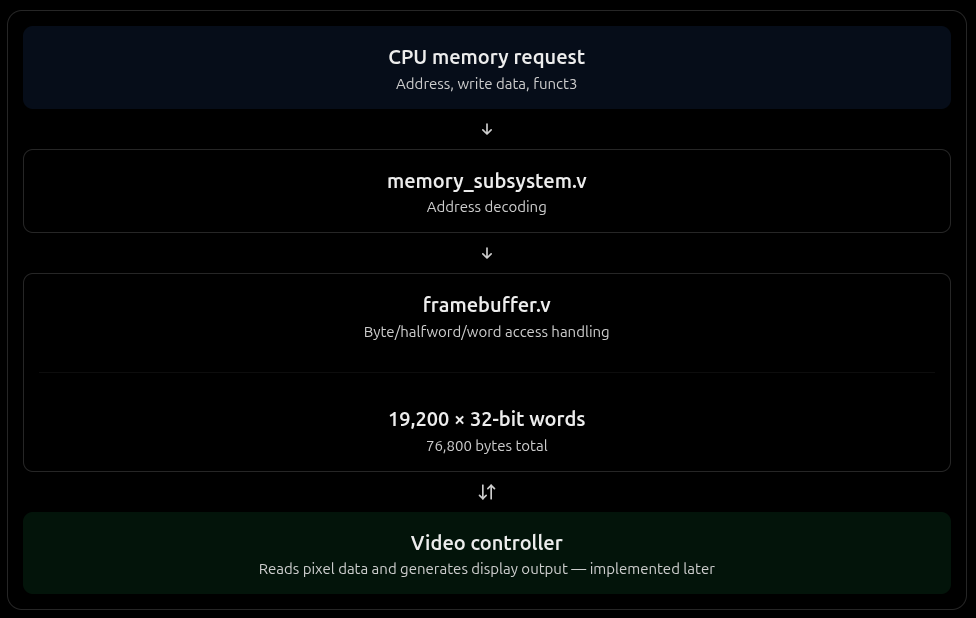 CPU memory request
Address, write data, funct3
↓
memory_subsystem.v
Address decoding
↓
framebuffer.v
Byte/halfword/word access handling
19,200 × 32-bit words
76,800 bytes total
↓↑
Video controller
Reads pixel data and generates display output — implemented later